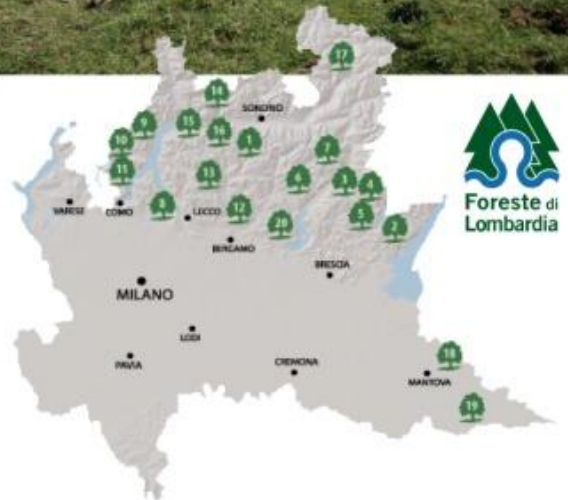 17
14
SONDRIO
9
15
16
10
1
7
11
13
6
3
4
8
12
5
VARESE
COMO
LECCO
20
2
BERGAMO
BRESCIA
MILANO
LODI
PAVIA
CREMONA
18
MANTOVA
19
Foreste di
Lombardia